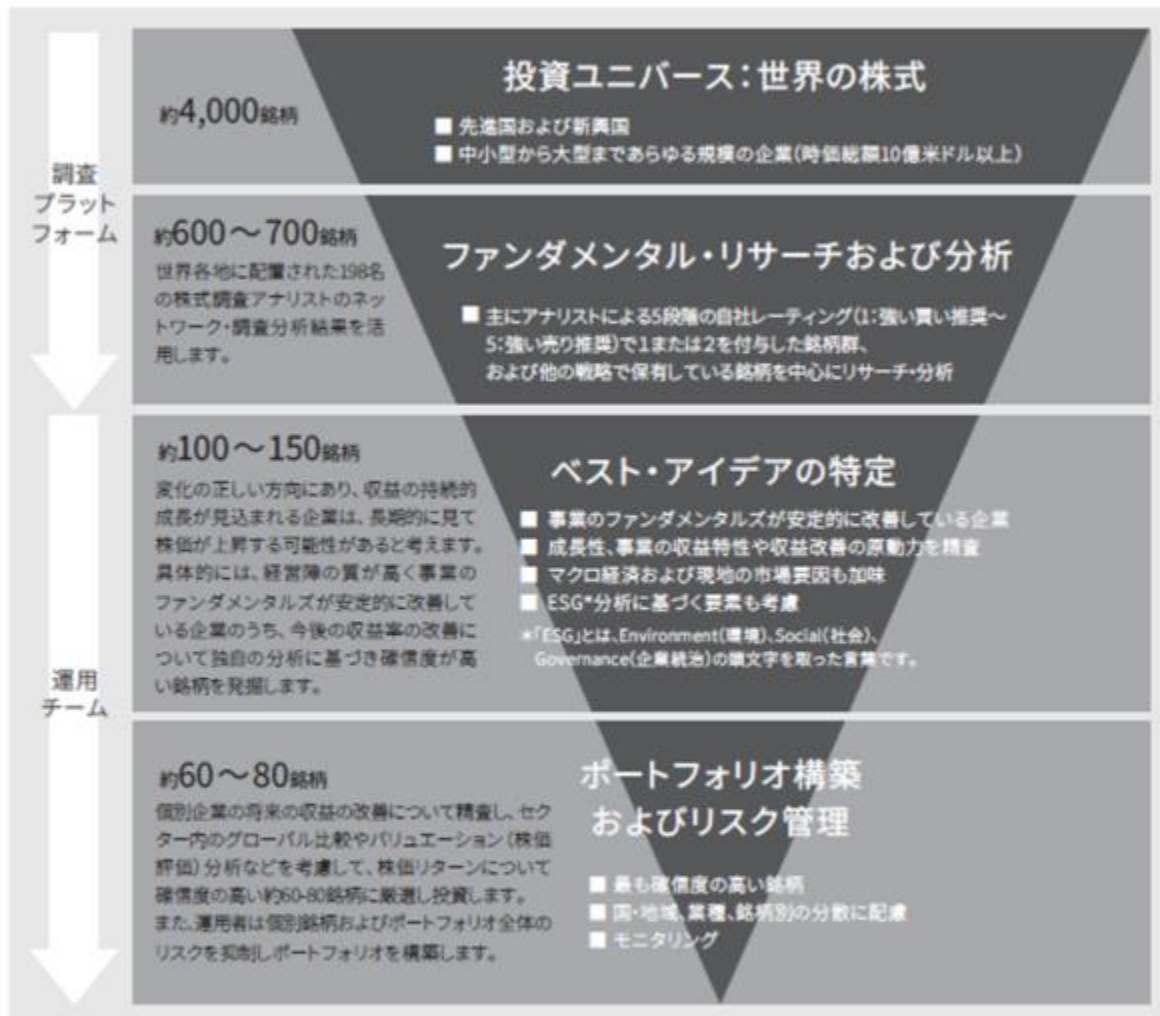 調査
プラット
フォーム
約4,000銘柄
投資ユニバース：世界の株式
■ 先進国および新興国
■ 中小型から大型まであらゆる規模の企業（時価総額10億米ドル以上）
約600～700銘柄
世界各地に配置された198名
の株式調査アナリストのネッ
トワーク・調査分析結果を活
用します。
ファンダメンタル・リサーチおよび分析
■ 主にアナリストによる5段階の自社レーティング（1：強い買い推奨～
5：強い売り推奨）で1または2を付与した銘柄群、
および他の戦略で保有している銘柄を中心にリサーチ・分析
運用
チーム
約100～150銘柄
変化の正しい方向にあり、収益の持続的
成長が見込まれる企業は、長期的に見て
株価が上昇する可能性があると考えます。
具体的には、経営陣の質が高く事業の
ファンダメンタルズが安定的に改善して
いる企業のうち、今後の収益率の改善に
ついて独自の分析に基づき確信度が高
い銘柄を発掘します。
ベスト・アイデアの特定
■ 事業のファンダメンタルズが安定的に改善している企業
■ 成長性、事業の収益特性や収益改善の原動力を精査
■ マクロ経済および現地の市場要因も加味
■ ESG*分析に基づく要素も考慮
*「ESG」とは、Environment（環境）、Social（社会）、
Governance（企業統治）の頭文字を取った言葉です。
約60～80銘柄
個別企業の将来の収益の改善について精査し、セク
ター内のグローバル比較やバリュエーション（株価
評価）分析などを考慮して、株価リターンについて
確信度の高い約60-80銘柄に厳選し投資します。
また、運用者は個別銘柄およびポートフォリオ全体の
リスクを抑制しポートフォリオを構築します。
ポートフォリオ構築
およびリスク管理
■ 最も確信度の高い銘柄
■ 国・地域、業種、銘柄別の分散に配慮
■ モニタリング